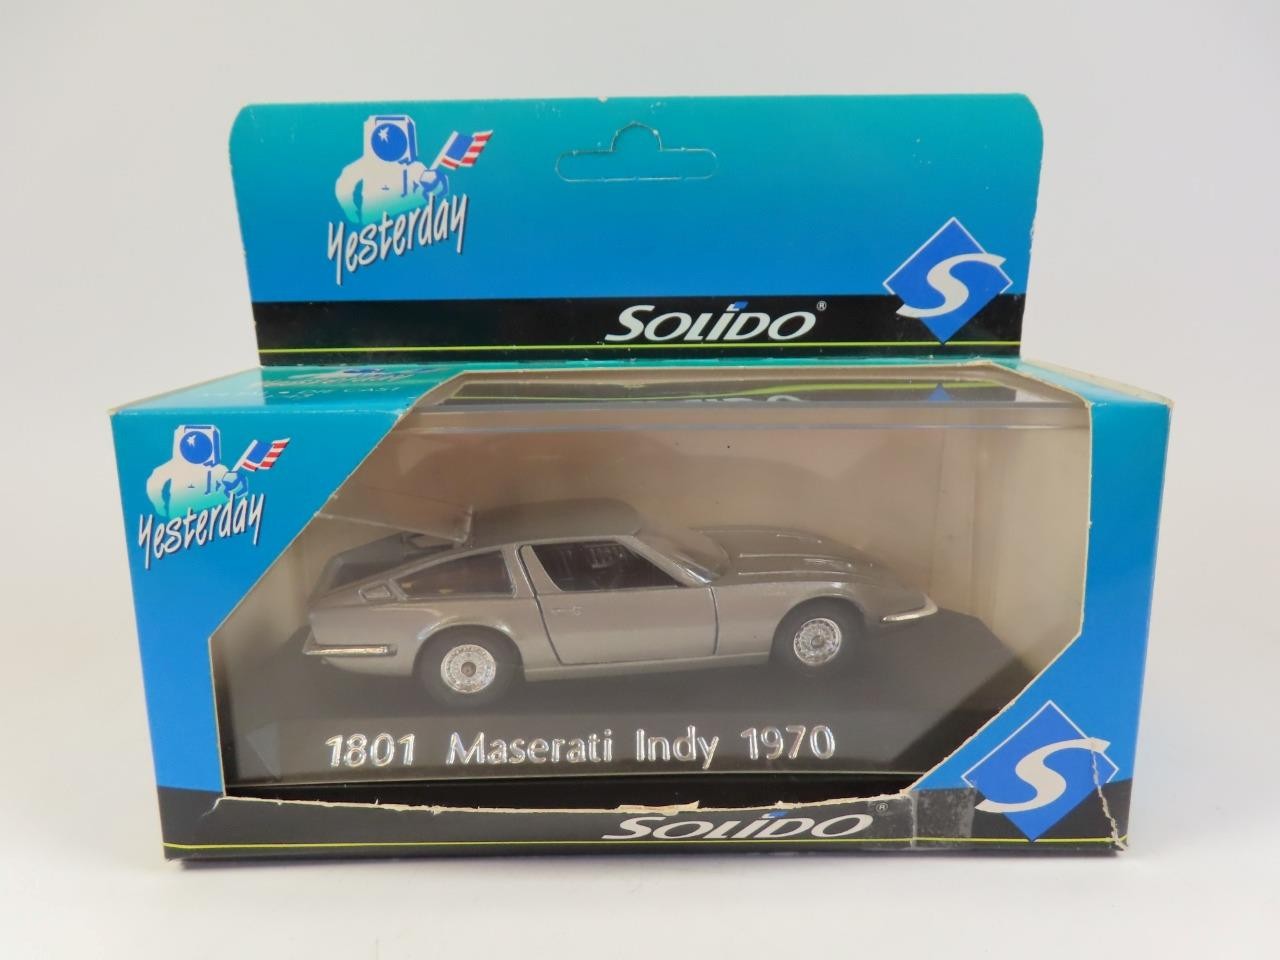 Yesterday
SOLIDO®
S
Yesterday
1801 Maserati Indy 1970
SOLIDO®
S